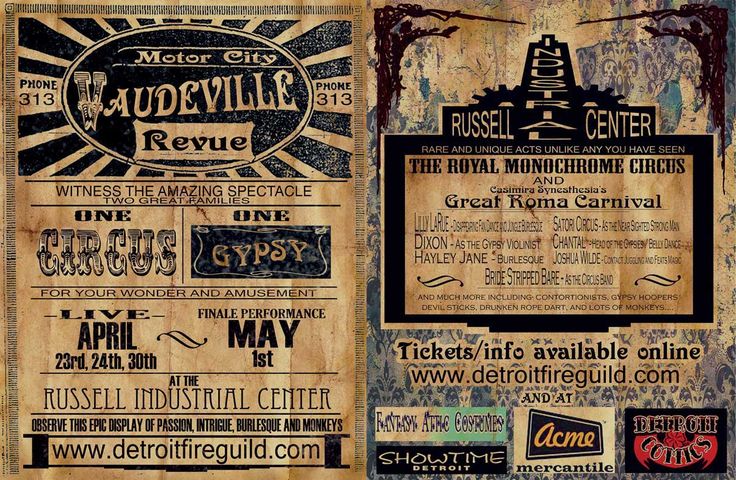 Motor City
PHONE
313
VAUDEVILLE
PHONE
313
Revue
WITNESS THE AMAZING SPECTACLE
TWO GREAT FAMILIES
ONE
CIRCUS
ONE
GYPSY
FOR YOUR WONDER AND AMUSEMENT
-LIVE-
APRIL
23rd, 24th, 30th
FINALE PERFORMANCE
MAY
1st
AT THE
RUSSELL INDUSTRIAL CENTER
OBSERVE THIS EPIC DISPLAY OF PASSION, INTRIGUE, BURLESQUE AND MONKEYS
www.detroitfireguild.com
RUSSELL INDUSTRIAL CENTER
RARE AND UNIQUE ACTS UNLIKE ANY YOU HAVE SEEN
THE ROYAL MONOCHROME CIRCUS
AND
Casimira Synesthesia's
Great Roma Carnival
LILLY LARUE - DISAPPEARING FAN DANCE AND JUNGLE BURLESQUE
DIXON - AS THE GYPSY VIOLINIST
HAYLEY JANE - BURLESQUE
SATORI CIRCUS - AS THE NEAR SIGHTED STRONG MAN
CHANTAL - HEAD OF THE GYPSIES/ BELLY DANCE
JOSHUA WILDE - CONTACT JUGGLING AND FEATS MAGIC
BRIDE STRIPPED BARE - AS THE CIRCUS BAND
AND MUCH MORE INCLUDING: CONTORTIONISTS, GYPSY HOOPERS
DEVIL STICKS, DRUNKEN ROPE DART, AND LOTS OF MONKEYS....
Tickets/info available online
www.detroitfireguild.com
AND AT
FANTASY ATTIC COSTUMES
SHOWTIME
DETROIT
Acme
mercantile
DETROIT
COMICS